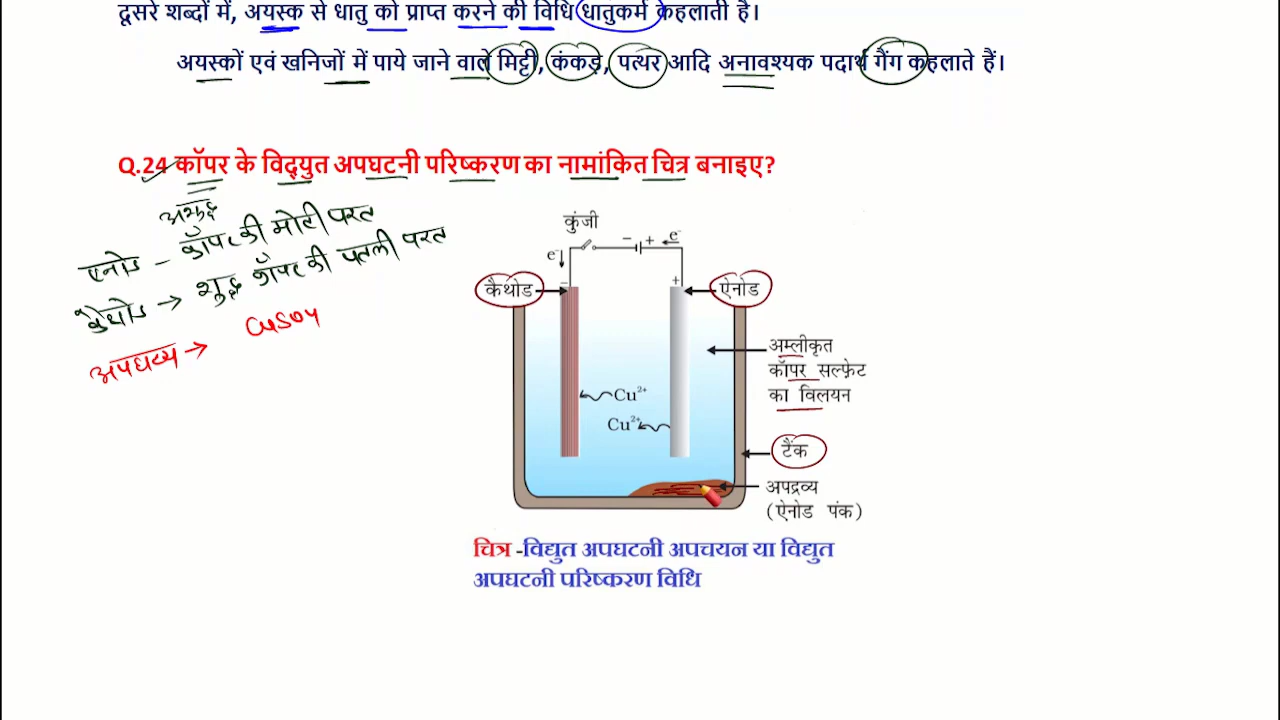 दूसरे शब्दों में, अयस्क से धातु को प्राप्त करने की विधि धातुकर्म कहलाती है।
अयस्कों एवं खनिजों में पाये जाने वाले मिट्टी, कंकड़, पत्थर आदि अनावश्यक पदार्थ गैंग कहलाते हैं।
Q.24 कॉपर के विद्युत अपघटनी परिष्करण का नामांकित चित्र बनाइए?
अशुद्ध
एनोड – कॉपर की मोटी परत
कैथोड → शुद्ध कॉपर की पतली परत
अपघट्य → CuSO4
कुंजी
e⁻ − + e⁻
− +
कैथोड ऐनोड
अम्लीकृत
कॉपर सल्फ़ेट
का विलयन
Cu²⁺
Cu²⁺
टैंक
अपद्रव्य
(ऐनोड पंक)
चित्र -विद्युत अपघटनी अपचयन या विद्युत
अपघटनी परिष्करण विधि